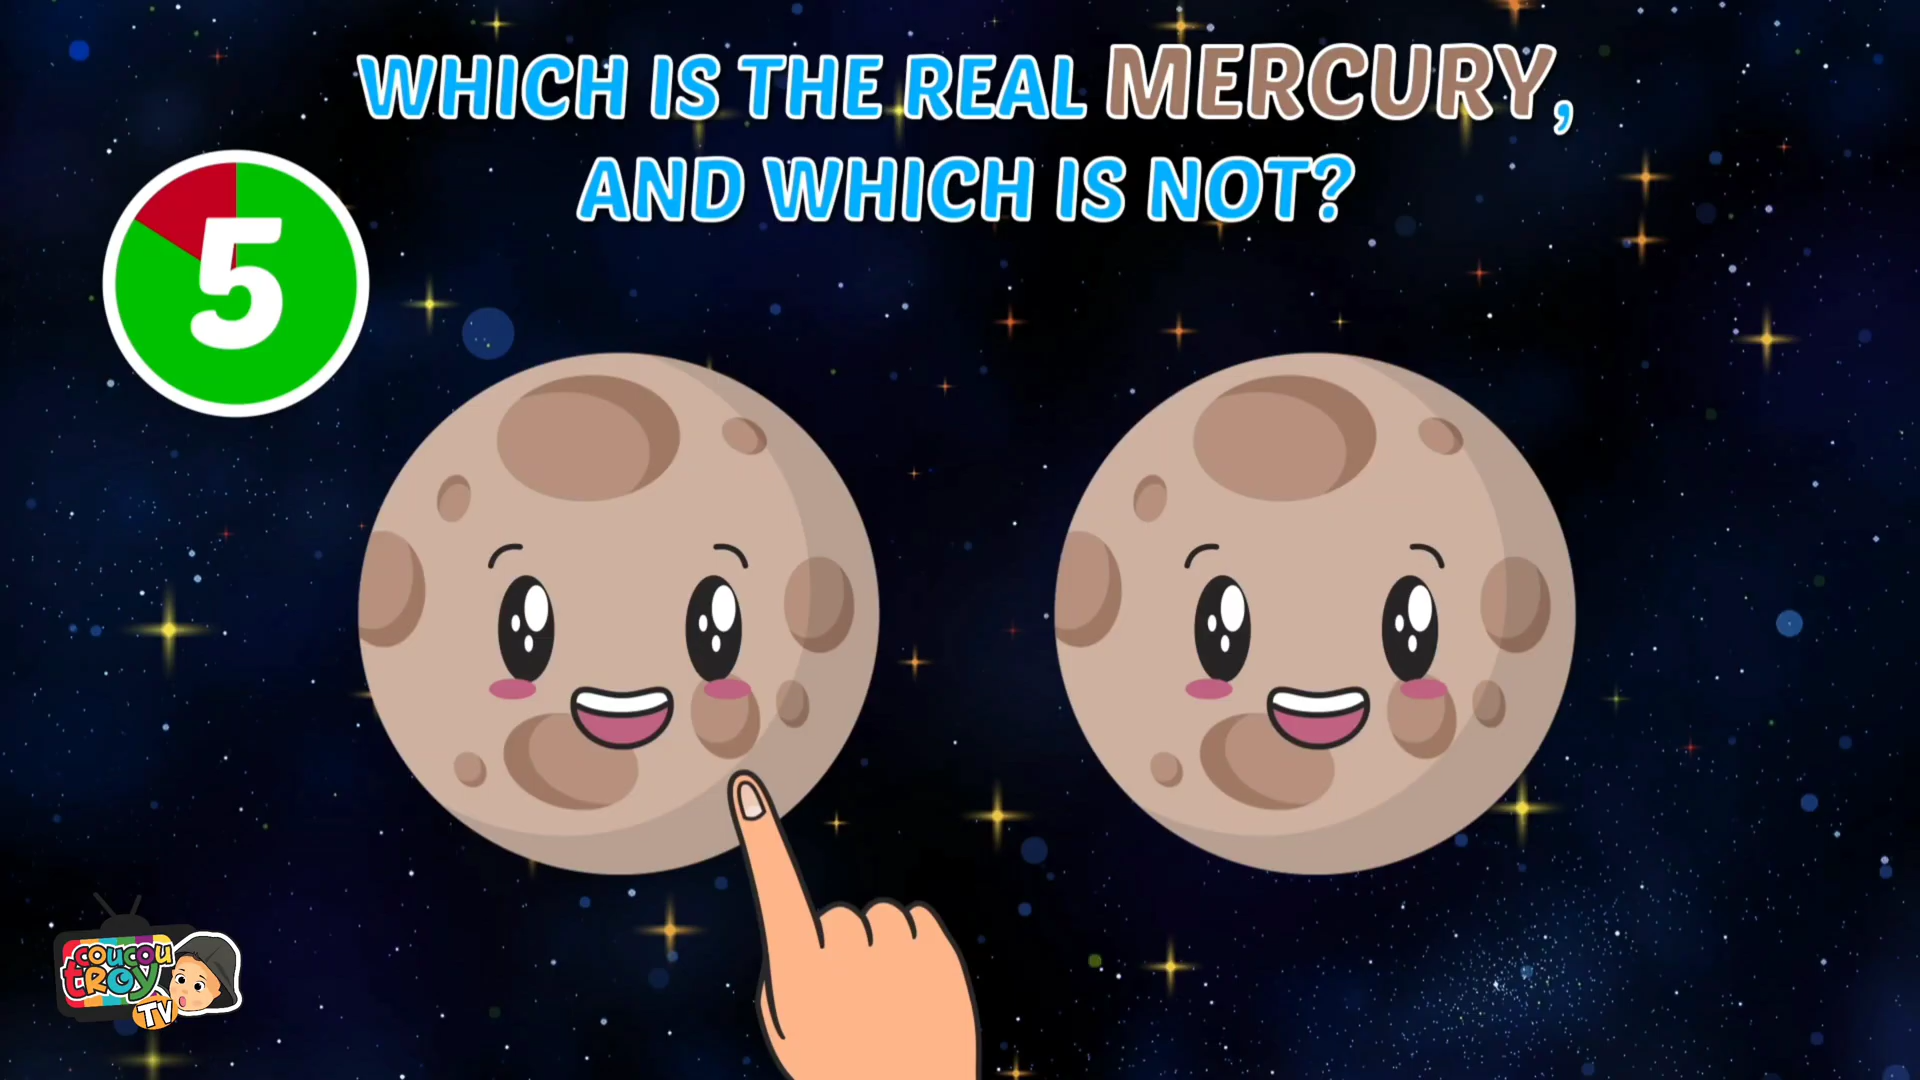 WHICH IS THE REAL MERCURY,
AND WHICH IS NOT?
5
coucou
tRoy
TV